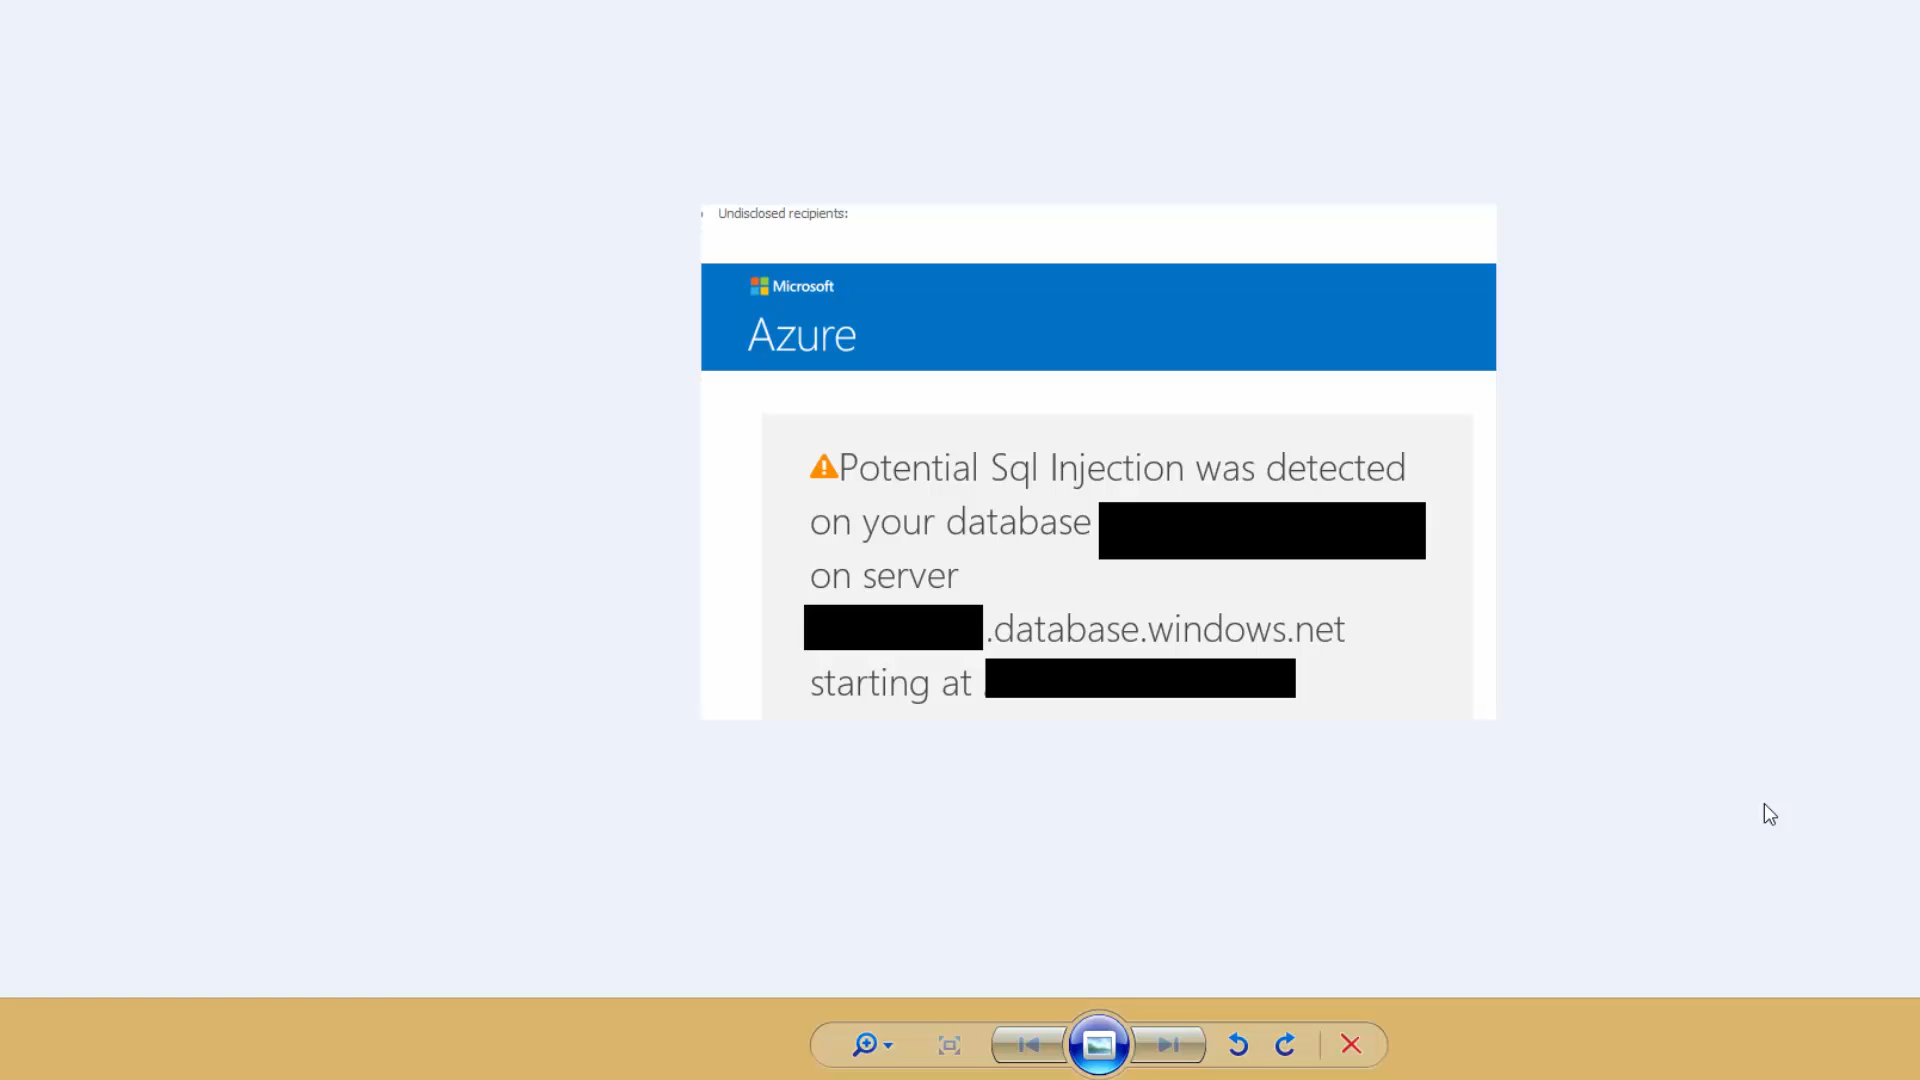 Undisclosed recipients:
Microsoft
Azure
Potential Sql Injection was detected
on your database
on server
.database.windows.net
starting at